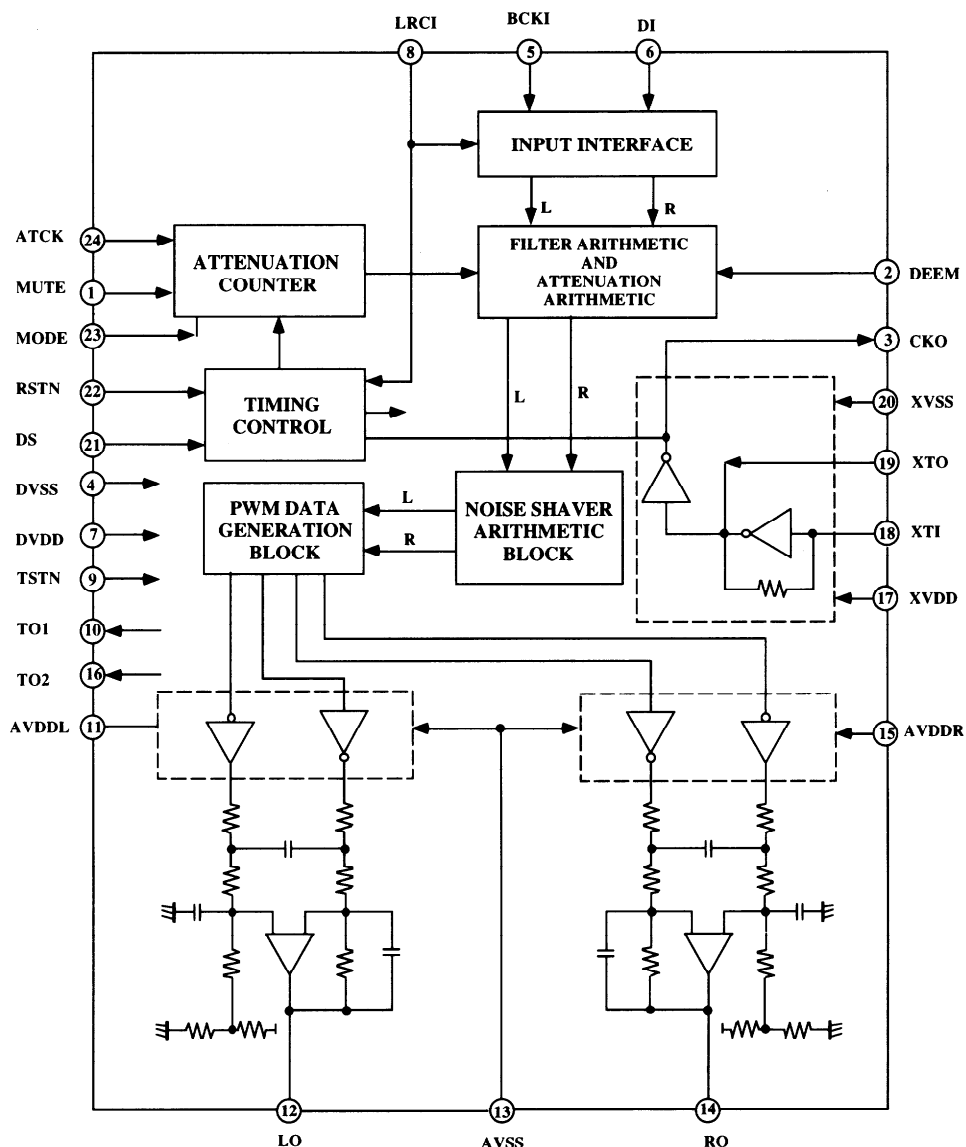 LRCI
BCKI
DI
8
5
6
INPUT INTERFACE
L
R
ATCK
24
ATTENUATION
COUNTER
FILTER ARITHMETIC
AND
ATTENUATION
ARITHMETIC
2
DEEM
MUTE
1
MODE
23
3
CKO
RSTN
22
TIMING
CONTROL
L
R
20
XVSS
DS
21
19
XTO
DVSS
4
PWM DATA
GENERATION
BLOCK
L
R
NOISE SHAVER
ARITHMETIC
BLOCK
DVDD
7
18
XTI
TSTN
9
17
XVDD
TO1
10
TO2
16
AVDDL
11
15
AVDDR
12
13
14
LO
AVSS
RO